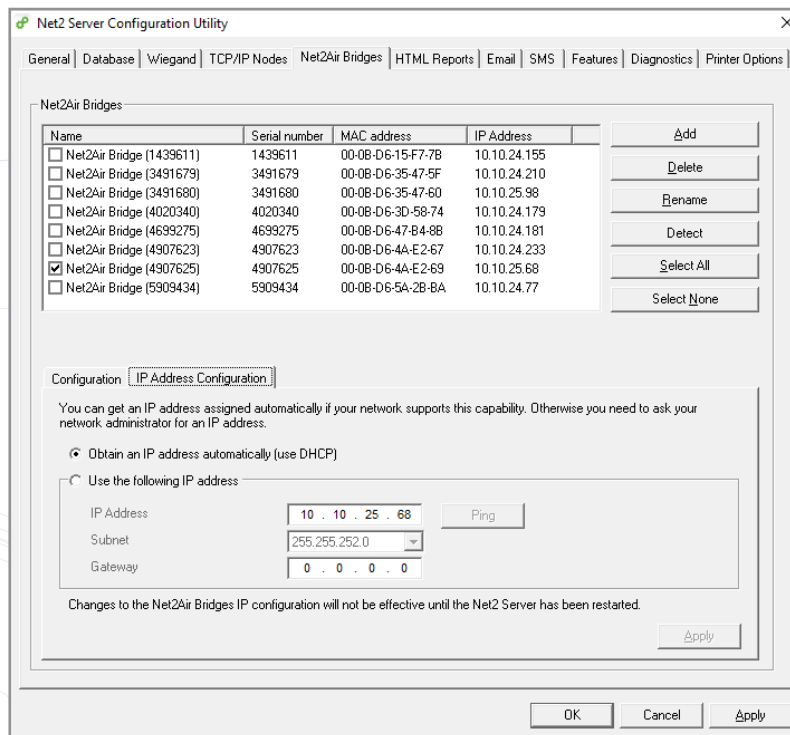 Net2 Server Configuration Utility
General Database Wiegand TCP/IP Nodes Net2Air Bridges HTML Reports Email SMS Features Diagnostics Printer Options
Net2Air Bridges
Name Serial number MAC address IP Address
Net2Air Bridge (1439611) 1439611 00-0B-D6-15-F7-7B 10.10.24.155
Net2Air Bridge (3491679) 3491679 00-0B-D6-35-47-5F 10.10.24.210
Net2Air Bridge (3491680) 3491680 00-0B-D6-35-47-60 10.10.25.98
Net2Air Bridge (4020340) 4020340 00-0B-D6-3D-58-74 10.10.24.179
Net2Air Bridge (4699275) 4699275 00-0B-D6-47-B4-8B 10.10.24.181
Net2Air Bridge (4907623) 4907623 00-0B-D6-4A-E2-67 10.10.24.233
Net2Air Bridge (4907625) 4907625 00-0B-D6-4A-E2-69 10.10.25.68
Net2Air Bridge (5909434) 5909434 00-0B-D6-5A-2B-BA 10.10.24.77
Add
Delete
Rename
Detect
Select All
Select None
Configuration IP Address Configuration
You can get an IP address assigned automatically if your network supports this capability. Otherwise you need to ask your
network administrator for an IP address.
Obtain an IP address automatically (use DHCP)
Use the following IP address
IP Address 10 . 10 . 25 . 68 Ping
Subnet 255.255.252.0
Gateway 0 . 0 . 0 . 0
Changes to the Net2Air Bridges IP configuration will not be effective until the Net2 Server has been restarted.
Apply
OK Cancel Apply